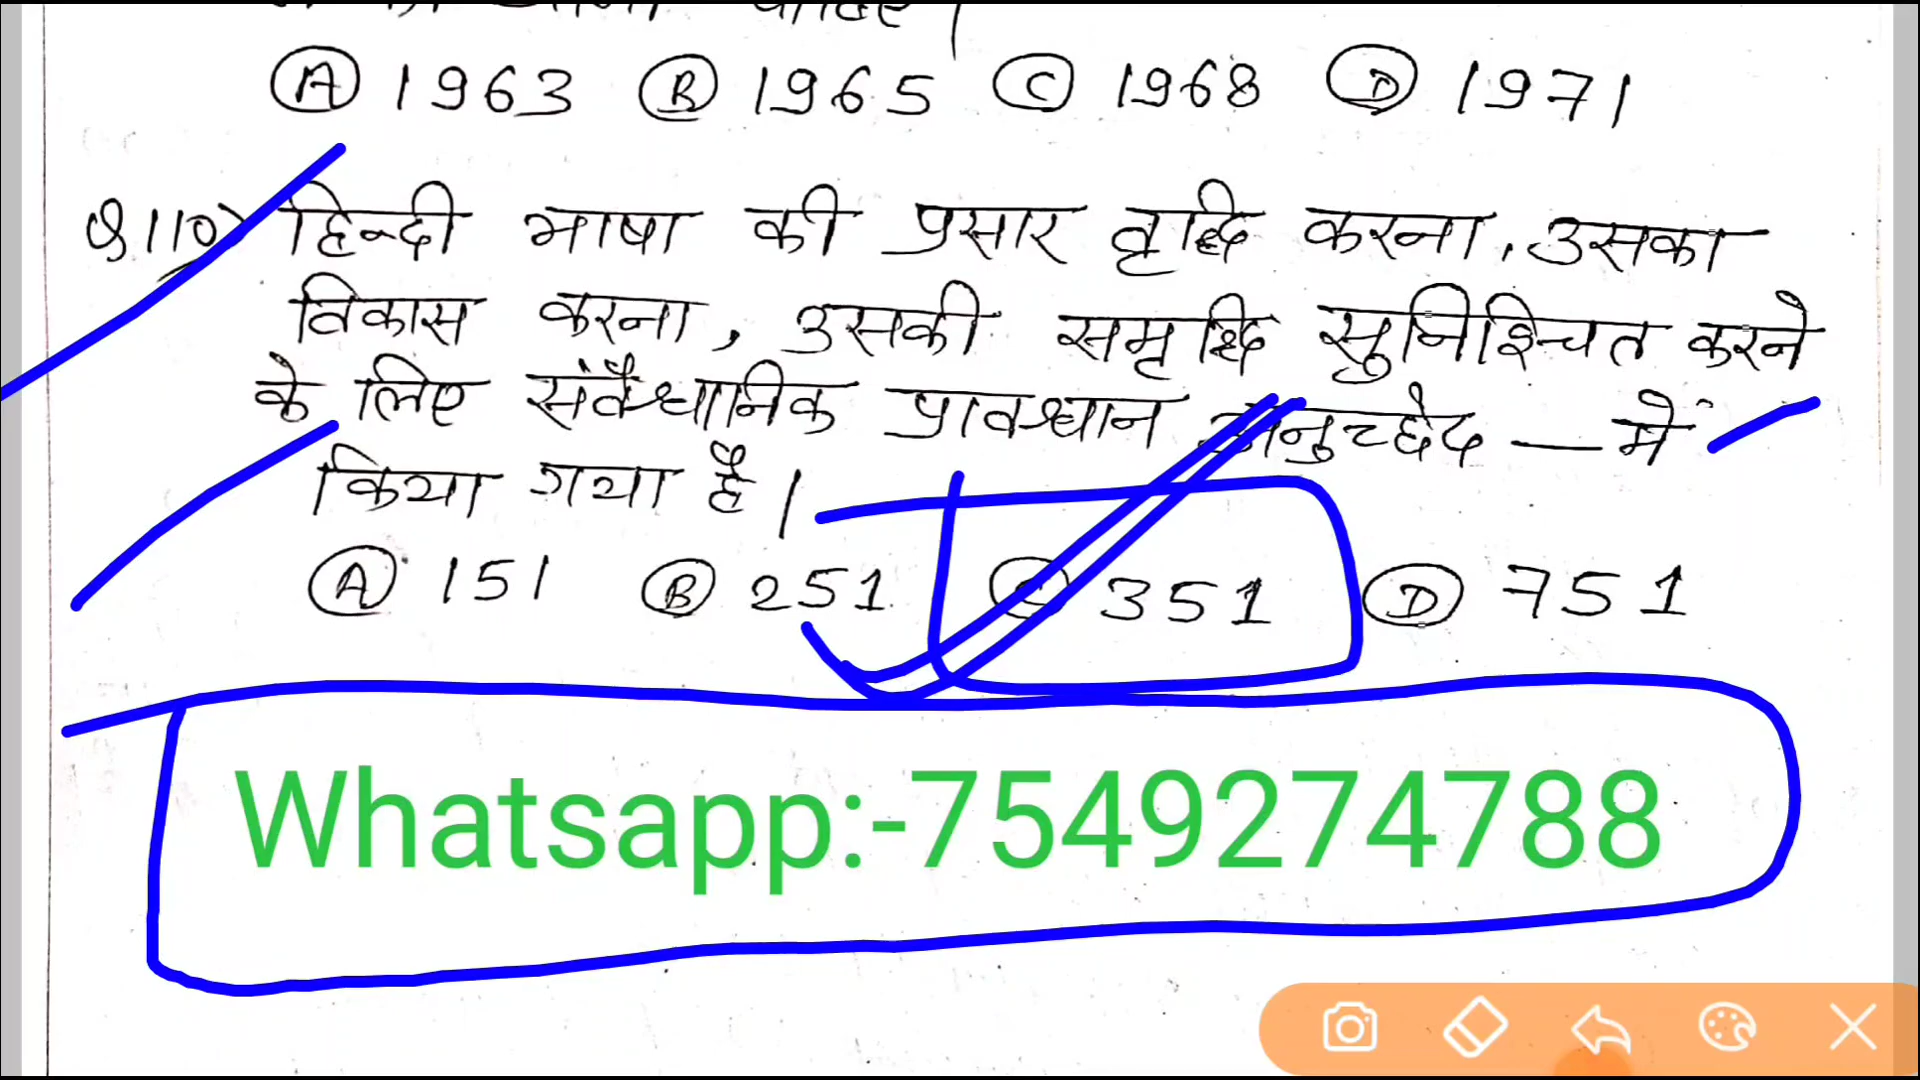 Ⓐ 1963 Ⓑ 1965 Ⓒ 1968 Ⓓ 1971
Q110) हिन्दी भाषा की प्रसार वृद्धि करना, उसका
विकास करना, उसकी समृद्धि सुनिश्चित करने
के लिए संवैधानिक प्रावधान अनुच्छेद — में
किया गया है।
Ⓐ 151 Ⓑ 251 Ⓒ 351 Ⓓ 751
Whatsapp:-7549274788